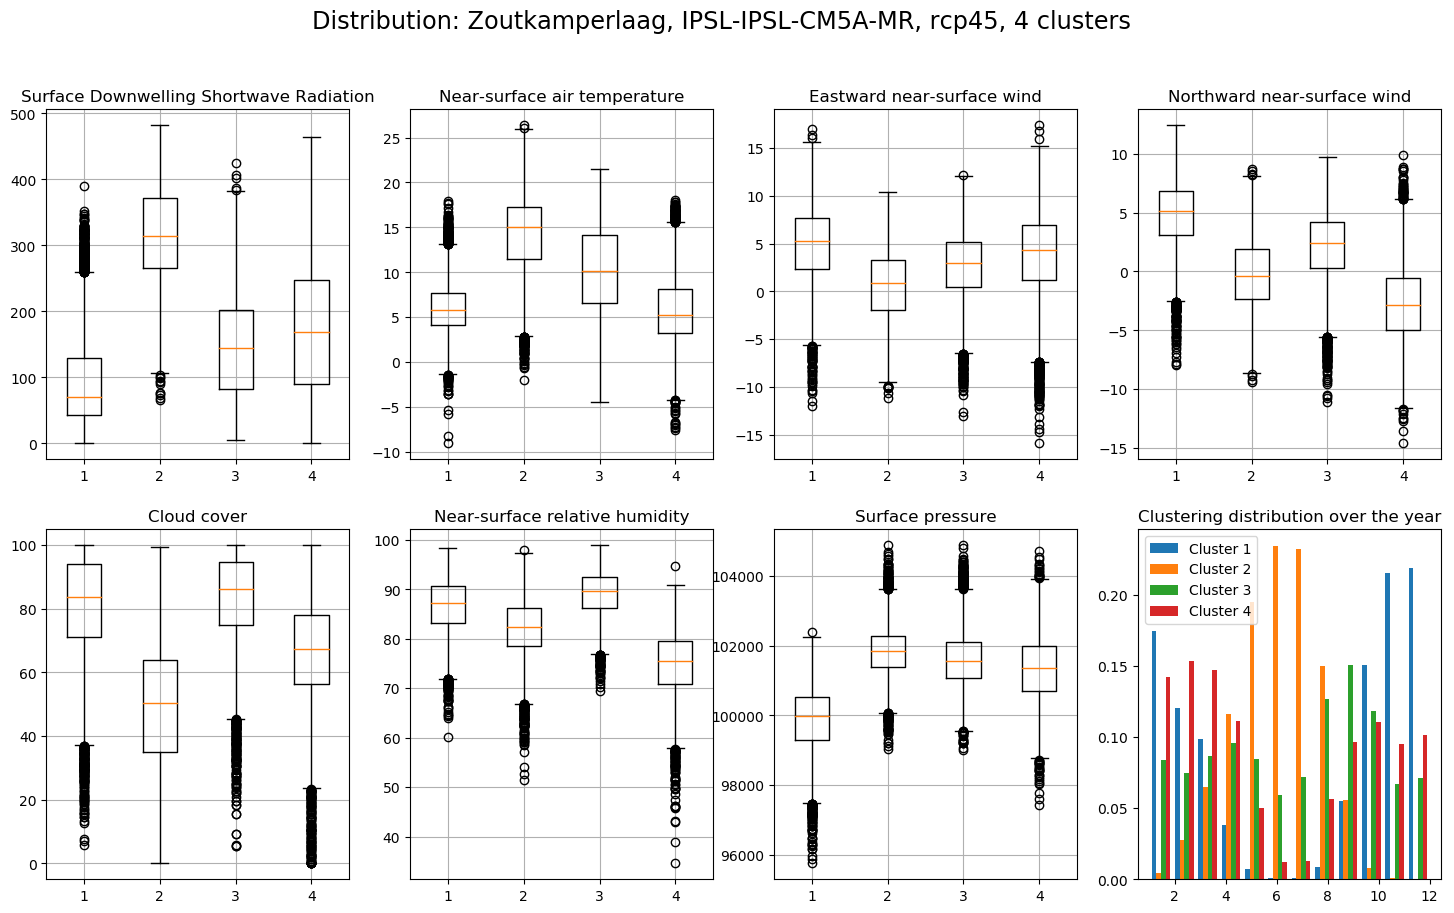 Distribution: Zoutkamperlaag, IPSL-IPSL-CM5A-MR, rcp45, 4 clusters
Surface Downwelling Shortwave Radiation
500
400
300
200
100
0
1 2 3 4
Near-surface air temperature
25
20
15
10
5
0
−5
−10
1 2 3 4
Eastward near-surface wind
15
10
5
0
−5
−10
−15
1 2 3 4
Northward near-surface wind
10
5
0
−5
−10
−15
1 2 3 4
Cloud cover
100
80
60
40
20
0
1 2 3 4
Near-surface relative humidity
100
90
80
70
60
50
40
1 2 3 4
Surface pressure
104000
102000
100000
98000
96000
1 2 3 4
Clustering distribution over the year
Cluster 1
Cluster 2
Cluster 3
Cluster 4
0.20
0.15
0.10
0.05
0.00
2 4 6 8 10 12